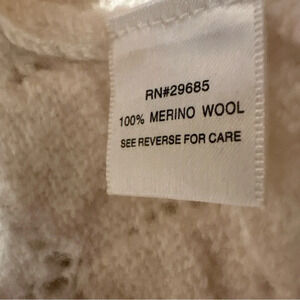 RN#29685
100% MERINO WOOL
SEE REVERSE FOR CARE